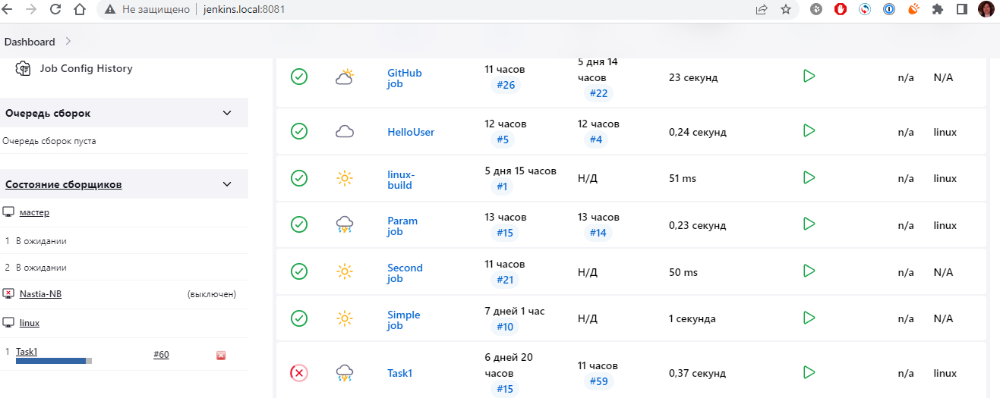 Не защищено
jenkins.local:8081
Dashboard
Job Config History
Очередь сборок
Очередь сборок пуста
Состояние сборщиков
мастер
1 В ожидании
2 В ожидании
Nastia-NB (выключен)
linux
1 Task1 #60
GitHub job
11 часов
#26
5 дня 14 часов
#22
23 секунд
n/a
N/A
HelloUser
12 часов
#5
12 часов
#4
0,24 секунд
n/a
linux
linux-build
5 дня 15 часов
#1
Н/Д
51 ms
n/a
linux
Param job
13 часов
#15
13 часов
#14
0,23 секунд
n/a
linux
Second job
11 часов
#21
Н/Д
50 ms
n/a
N/A
Simple job
7 дней 1 час
#10
Н/Д
1 секунда
n/a
N/A
Task1
6 дней 20 часов
#15
11 часов
#59
0,37 секунд
n/a
linux